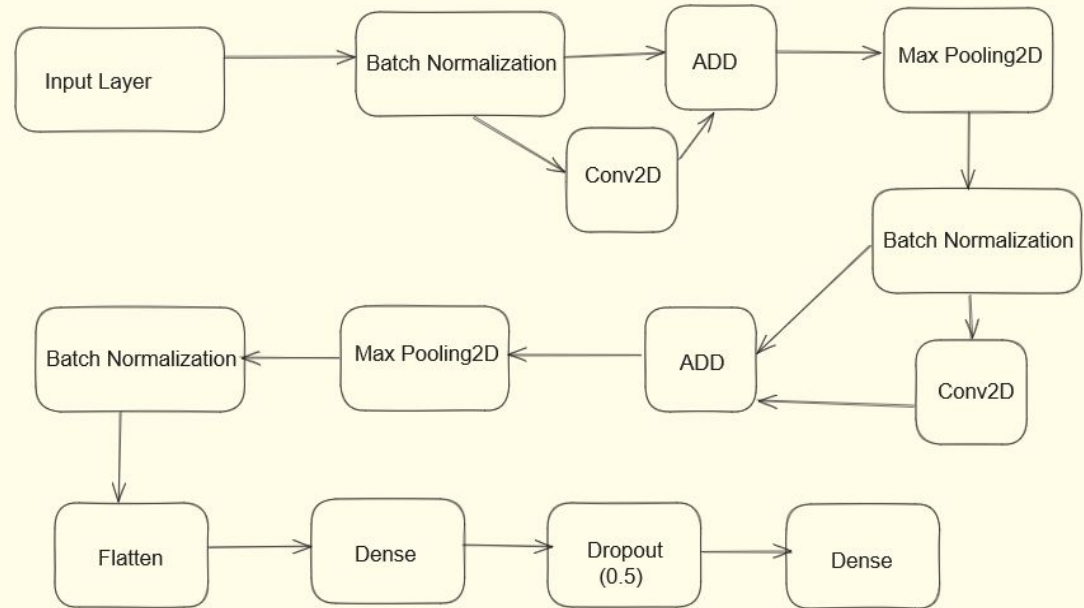 Input Layer
Batch Normalization
ADD
Max Pooling2D
Conv2D
Batch Normalization
Conv2D
ADD
Max Pooling2D
Batch Normalization
Flatten
Dense
Dropout
(0.5)
Dense